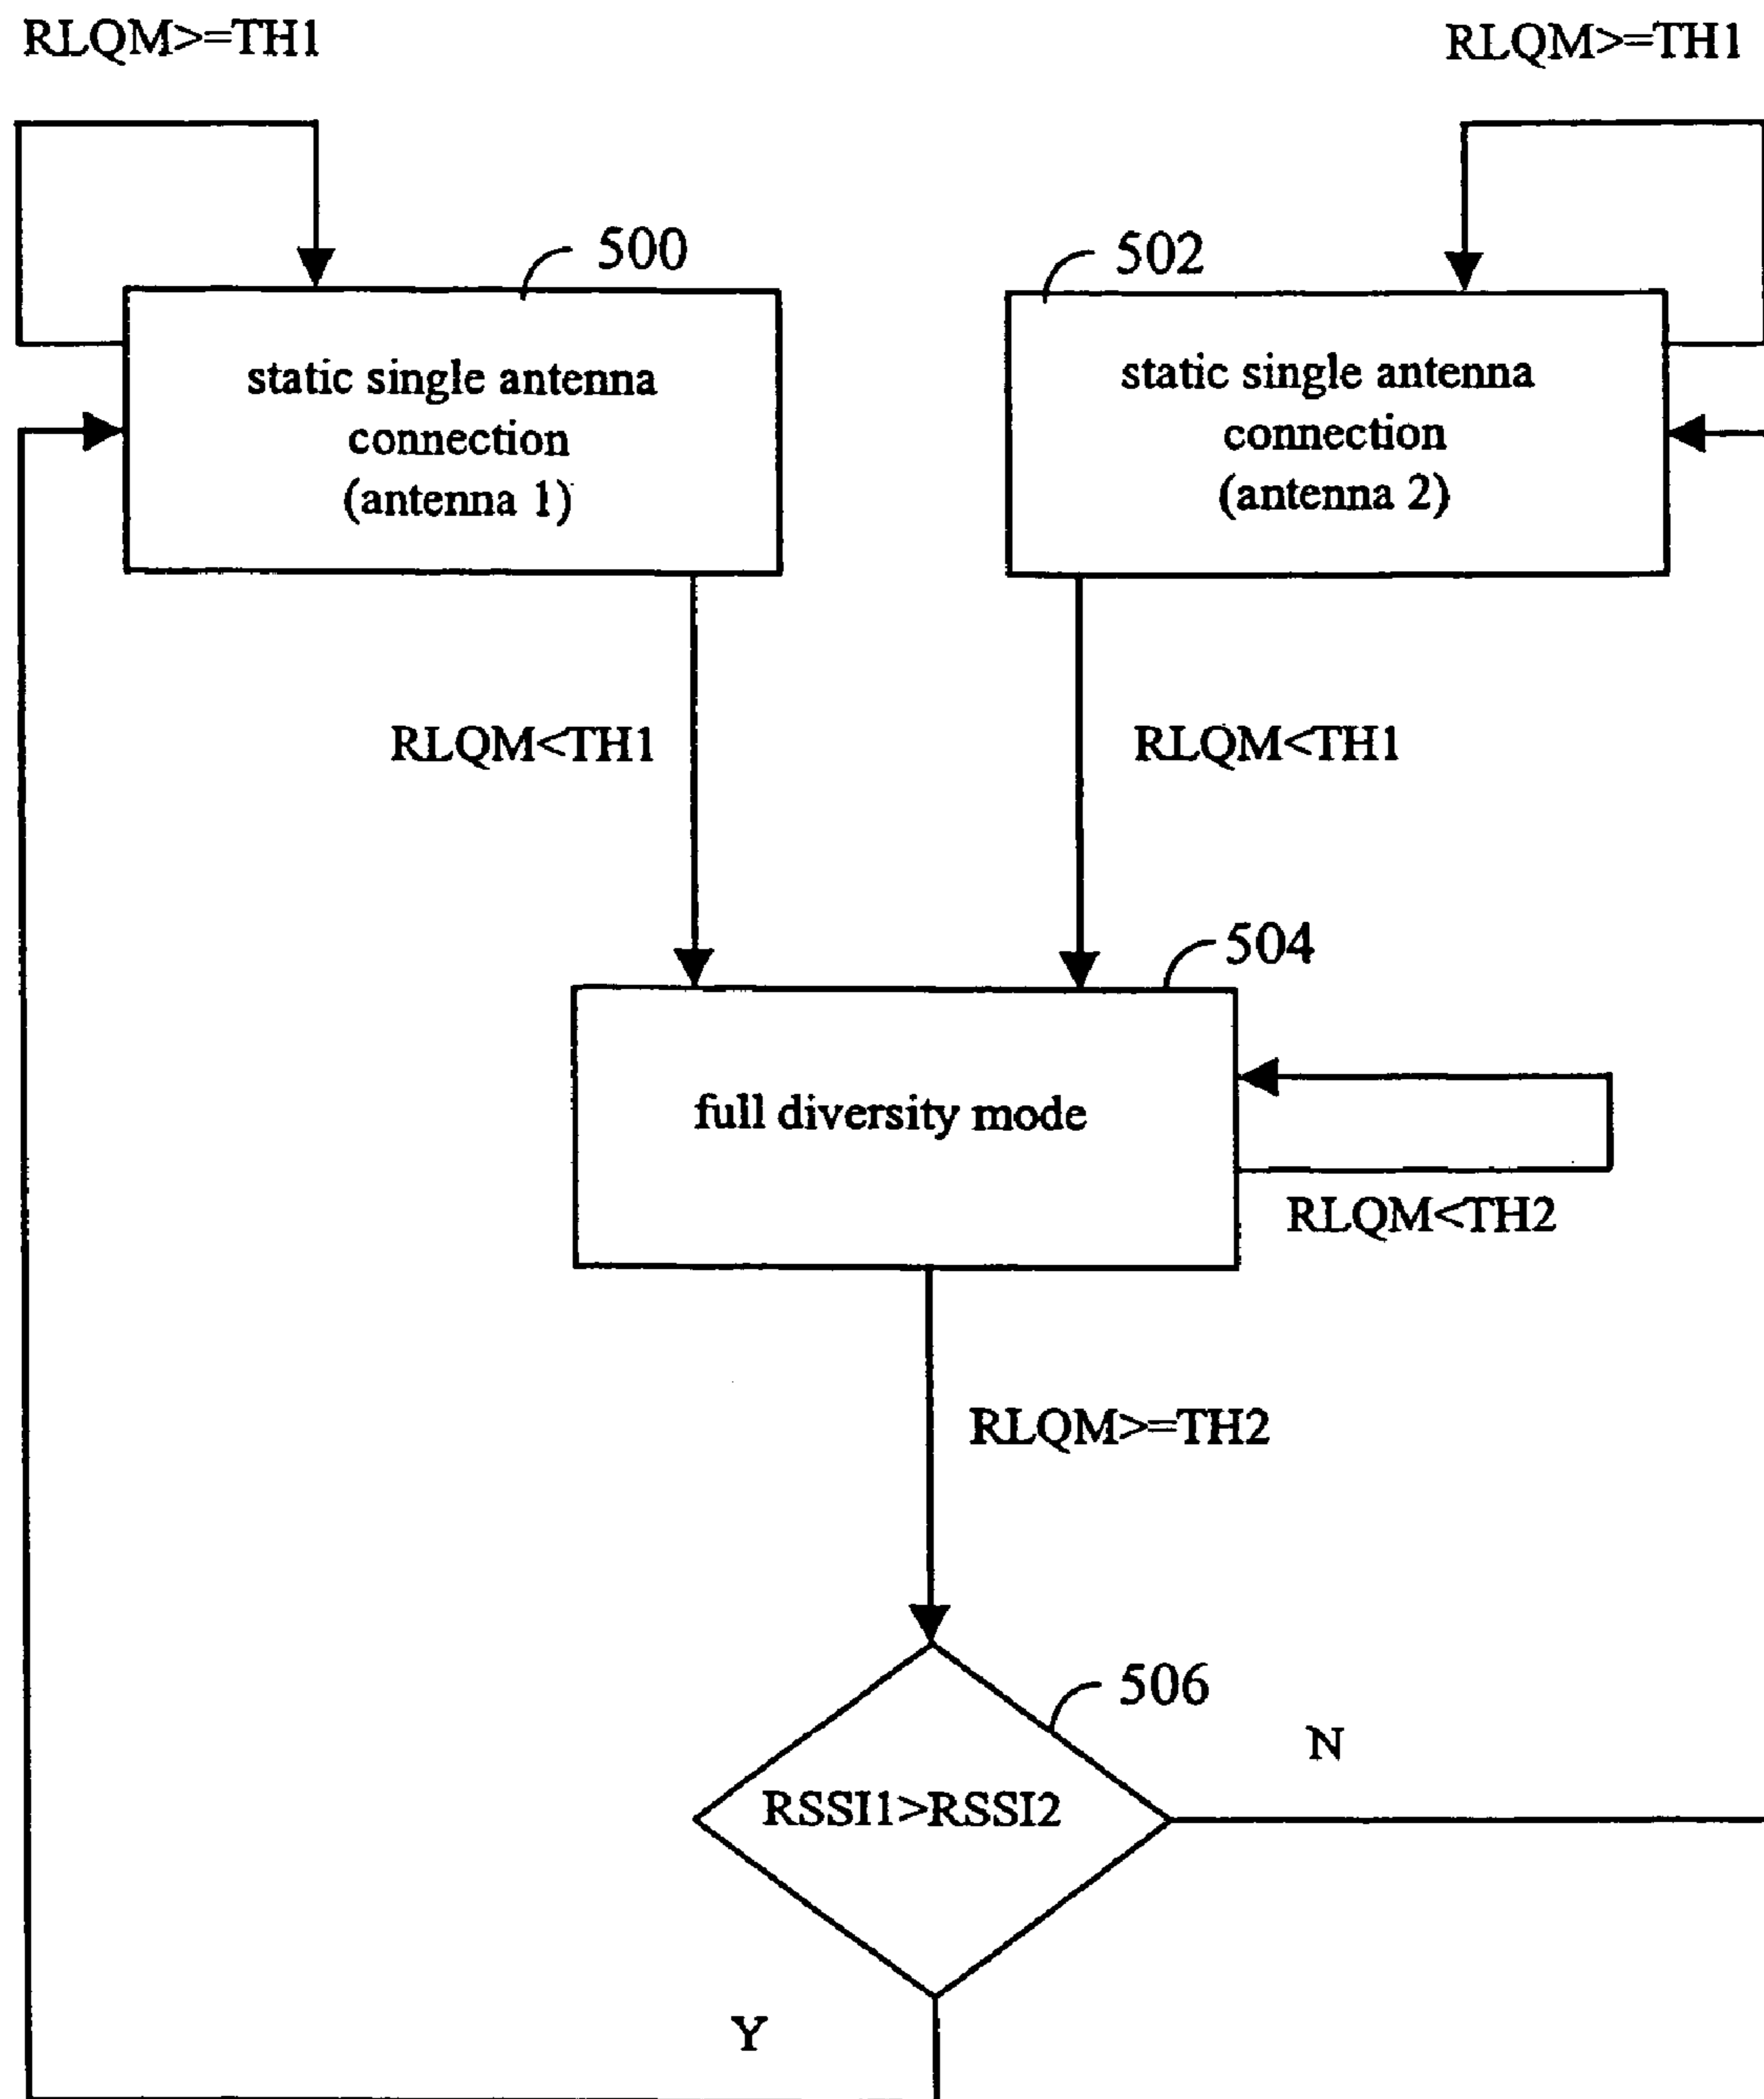 RLQM>=TH1
RLQM>=TH1
500
502
static single antenna
connection
(antenna 1)
static single antenna
connection
(antenna 2)
RLQM<TH1
RLQM<TH1
504
full diversity mode
RLQM<TH2
RLQM>=TH2
506
N
RSSI1>RSSI2
Y